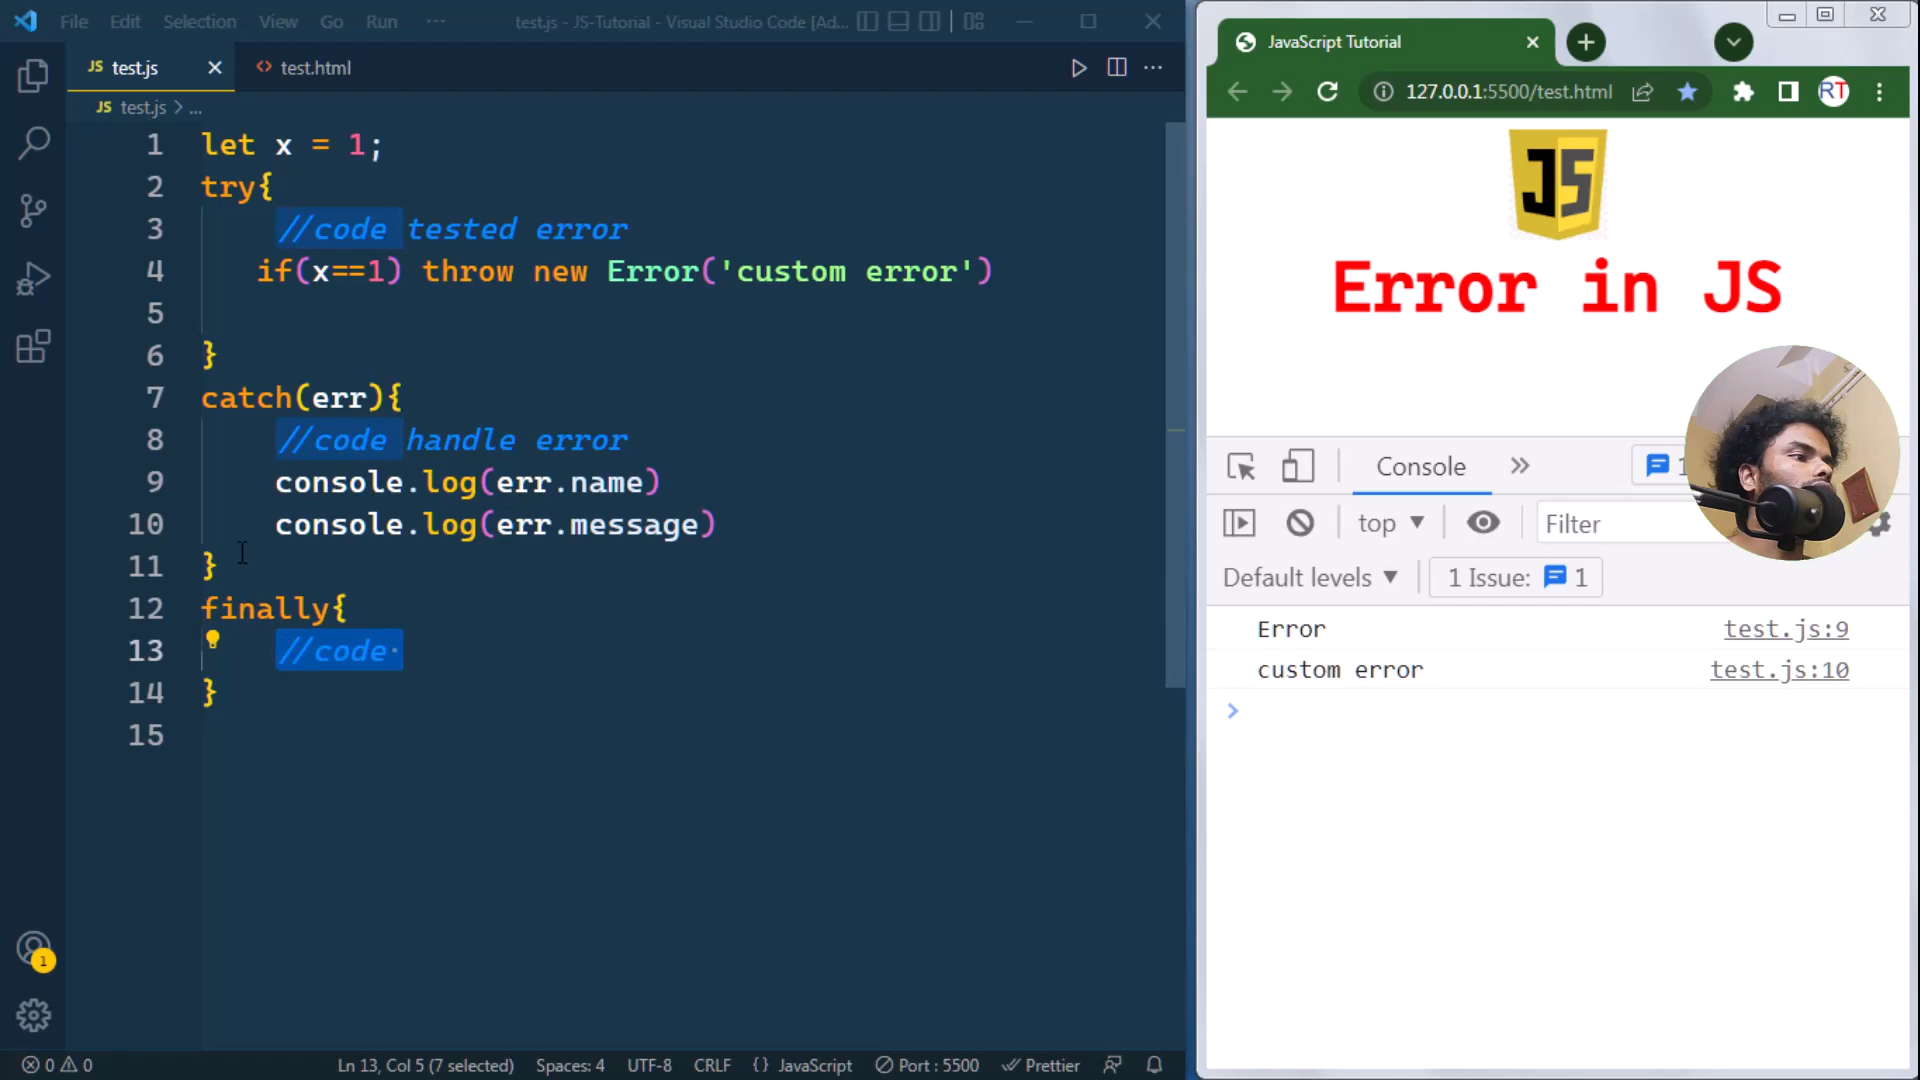 File Edit Selection View Go Run ··· test.js - JS-Tutorial - Visual Studio Code [Ad...
JS test.js
<> test.html
JS test.js > ...
1 let x = 1;
2 try{
3 //code tested error
4 if(x==1) throw new Error('custom error')
5
6 }
7 catch(err){
8 //code handle error
9 console.log(err.name)
10 console.log(err.message)
11 }
12 finally{
13 //code·
14 }
15
1
0 0 Ln 13, Col 5 (7 selected) Spaces: 4 UTF-8 CRLF {} JavaScript Port : 5500 Prettier
JavaScript Tutorial
127.0.0.1:5500/test.html
RT
JS
Error in JS
Console
1
top
Filter
Default levels
1 Issue: 1
Error test.js:9
custom error test.js:10
>